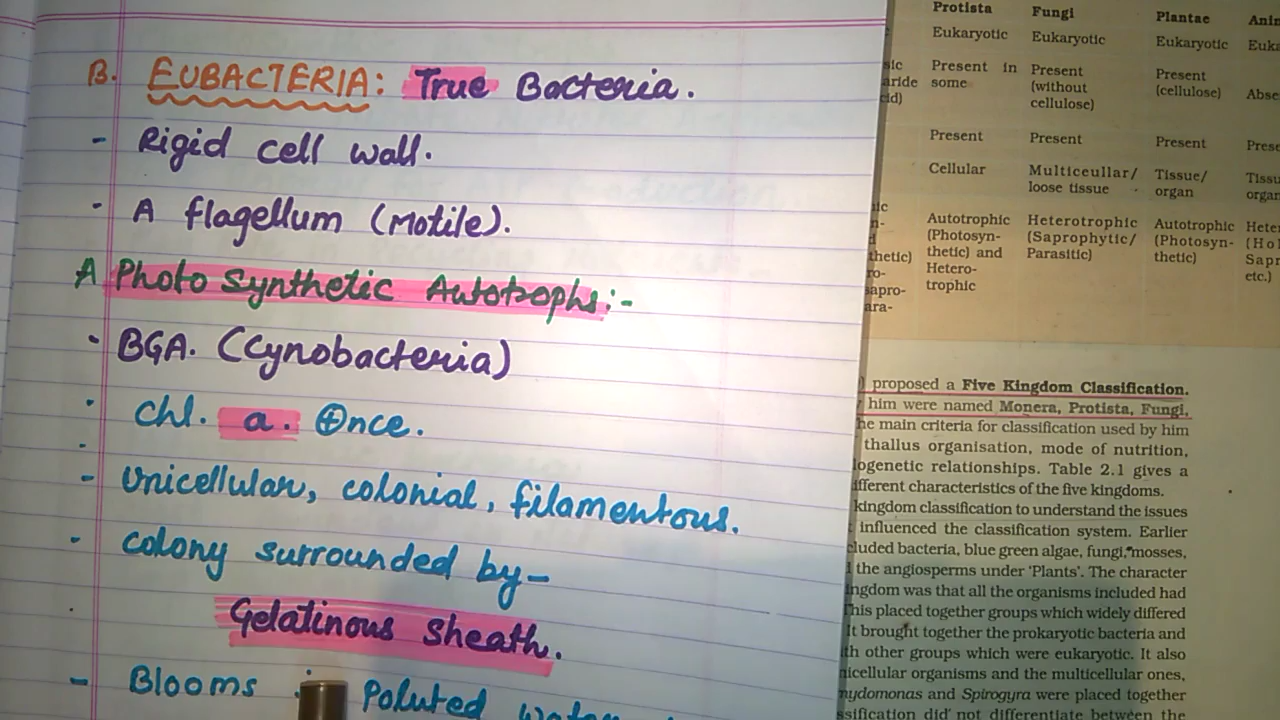 B. EUBACTERIA: True Bacteria.
- Rigid cell wall.
- A flagellum (Motile).
A Photo Synthetic Autotrophs:-
· BGA. (Cynobacteria)
· Chl. a. ⊕nce.
- Unicellular, colonial, filamentous.
· colony surrounded by-
Gelatinous Sheath.
- Blooms Poluted
Protista Fungi Plantae
Eukaryotic Eukaryotic Eukaryotic
Present in some Present (without cellulose) Present (cellulose)
Present Present Present
Cellular Multiceullar/ loose tissue Tissue/ organ
Autotrophic (Photosyn-thetic) and Hetero-trophic Heterotrophic (Saprophytic/ Parasitic) Autotrophic (Photosyn-thetic)
) proposed a Five Kingdom Classification.
him were named Monera, Protista, Fungi,
he main criteria for classification used by him
thallus organisation, mode of nutrition,
logenetic relationships. Table 2.1 gives a
ifferent characteristics of the five kingdoms.
kingdom classification to understand the issues
influenced the classification system. Earlier
cluded bacteria, blue green algae, fungi, mosses,
the angiosperms under 'Plants'. The character
ingdom was that all the organisms included had
This placed together groups which widely differed
It brought together the prokaryotic bacteria and
th other groups which were eukaryotic. It also
nicellular organisms and the multicellular ones,
mydomonas and Spirogyra were placed together
ssification did not differentiate between the